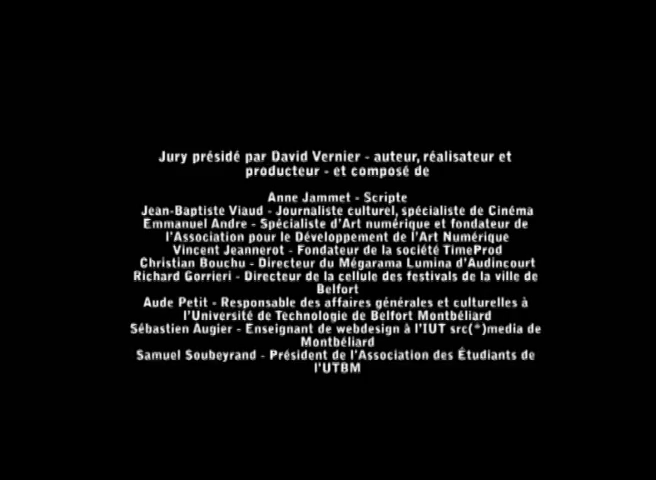 Jury présidé par David Vernier - auteur, réalisateur et
producteur - et composé de
Anne Jammet - Scripte
Jean-Baptiste Viaud - Journaliste culturel, spécialiste de Cinéma
Emmanuel Andre - Spécialiste d'Art numérique et fondateur de
l'Association pour le Développement de l'Art Numérique
Vincent Jeannerot - Fondateur de la société TimeProd
Christian Bouchu - Directeur du Mégarama Lumina d'Audincourt
Richard Gorrieri - Directeur de la cellule des festivals de la ville de
Belfort
Aude Petit - Responsable des affaires générales et culturelles à
l'Université de Technologie de Belfort Montbéliard
Sébastien Augier - Enseignant de webdesign à l'IUT src(*)media de
Montbéliard
Samuel Soubeyrand - Président de l'Association des Étudiants de
l'UTBM